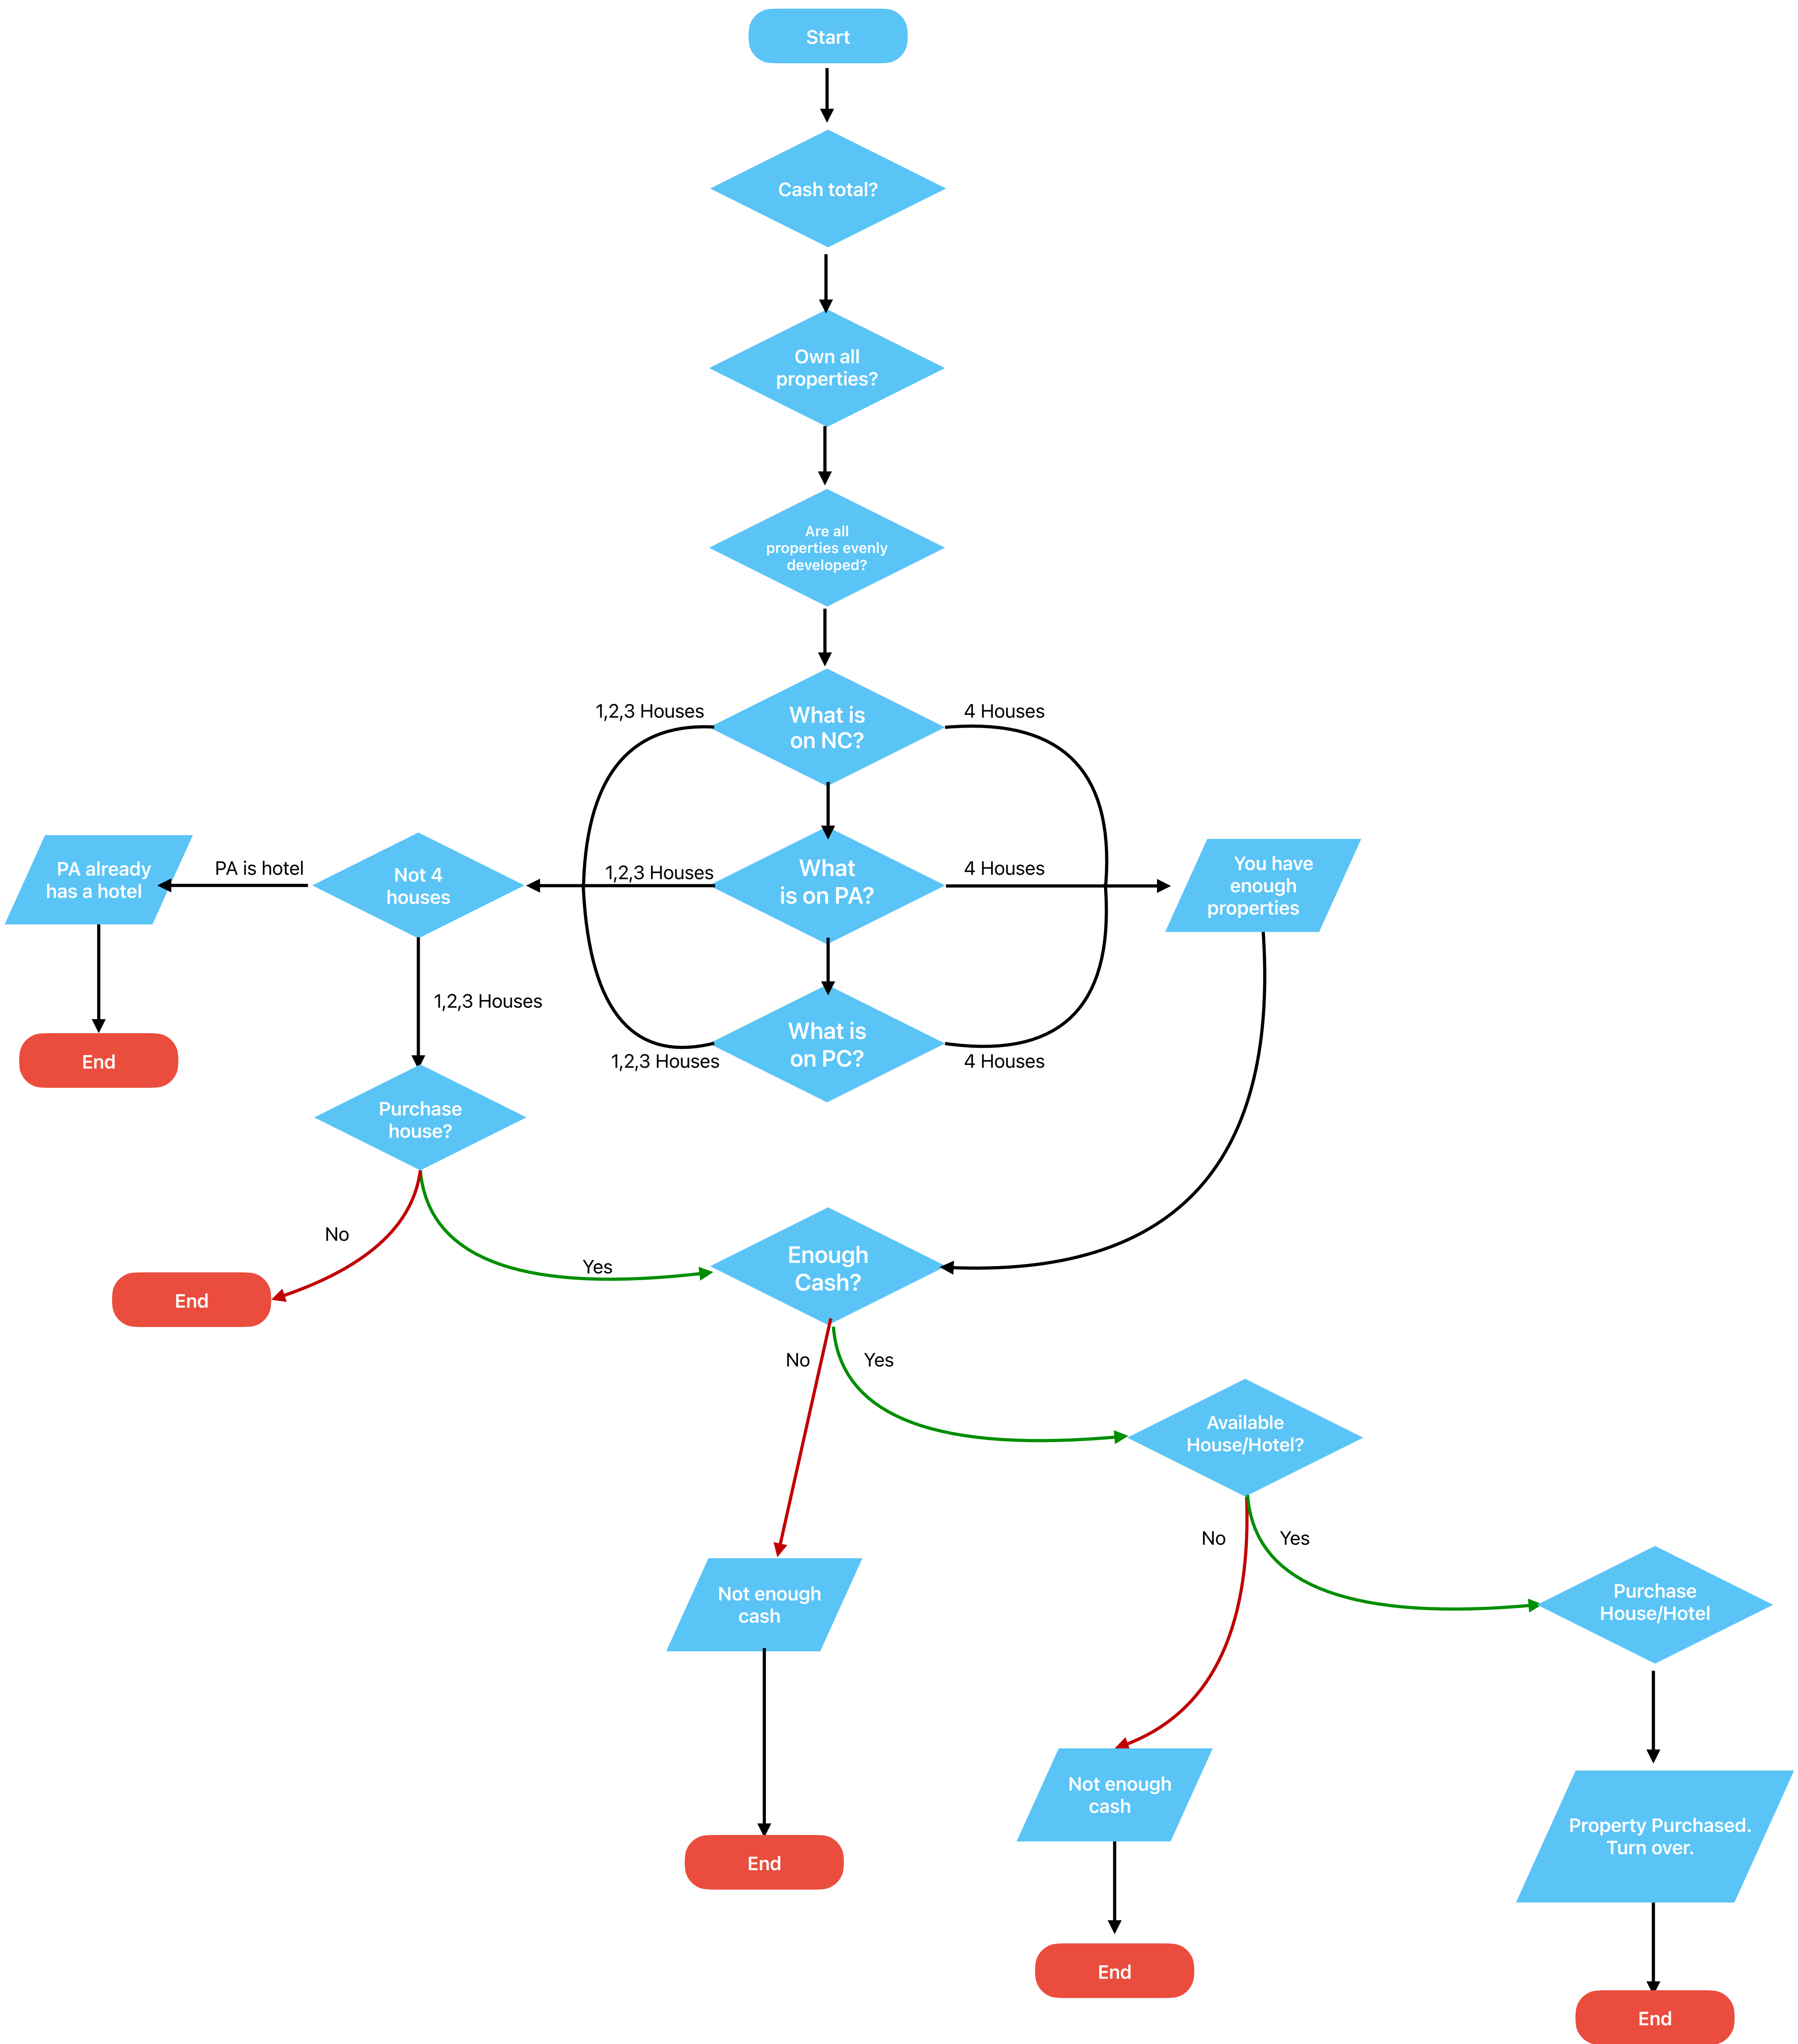 Start
Cash total?
Own all
properties?
Are all
properties evenly
developed?
1,2,3 Houses
What is
on NC?
4 Houses
PA already
has a hotel
PA is hotel
Not 4
houses
1,2,3 Houses
What
is on PA?
4 Houses
You have
enough
properties
1,2,3 Houses
End
1,2,3 Houses
What is
on PC?
4 Houses
Purchase
house?
No
Yes
Enough
Cash?
End
No
Yes
Available
House/Hotel?
No
Yes
Not enough
cash
Purchase
House/Hotel
Not enough
cash
Property Purchased.
Turn over.
End
End
End